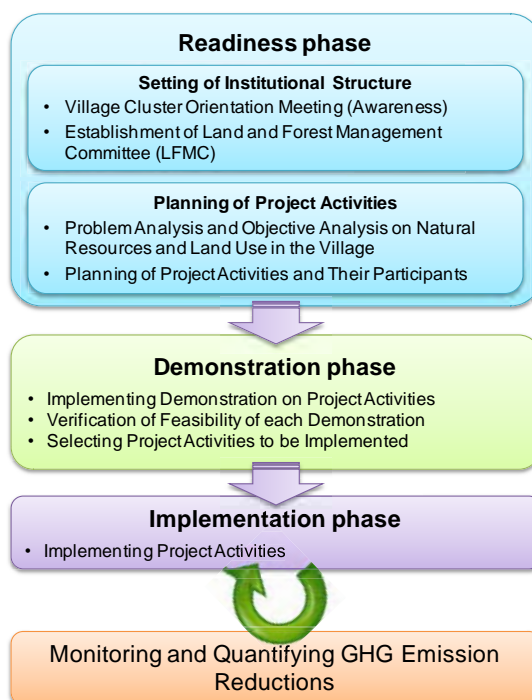 Readiness phase
Setting of Institutional Structure
• Village Cluster Orientation Meeting (Awareness)
• Establishment of Land and Forest Management
Committee (LFMC)
Planning of Project Activities
• Problem Analysis and Objective Analysis on Natural
Resources and Land Use in the Village
• Planning of Project Activities and Their Participants
Demonstration phase
• Implementing Demonstration on Project Activities
• Verification of Feasibility of each Demonstration
• Selecting Project Activities to be Implemented
Implementation phase
• Implementing Project Activities
Monitoring and Quantifying GHG Emission
Reductions